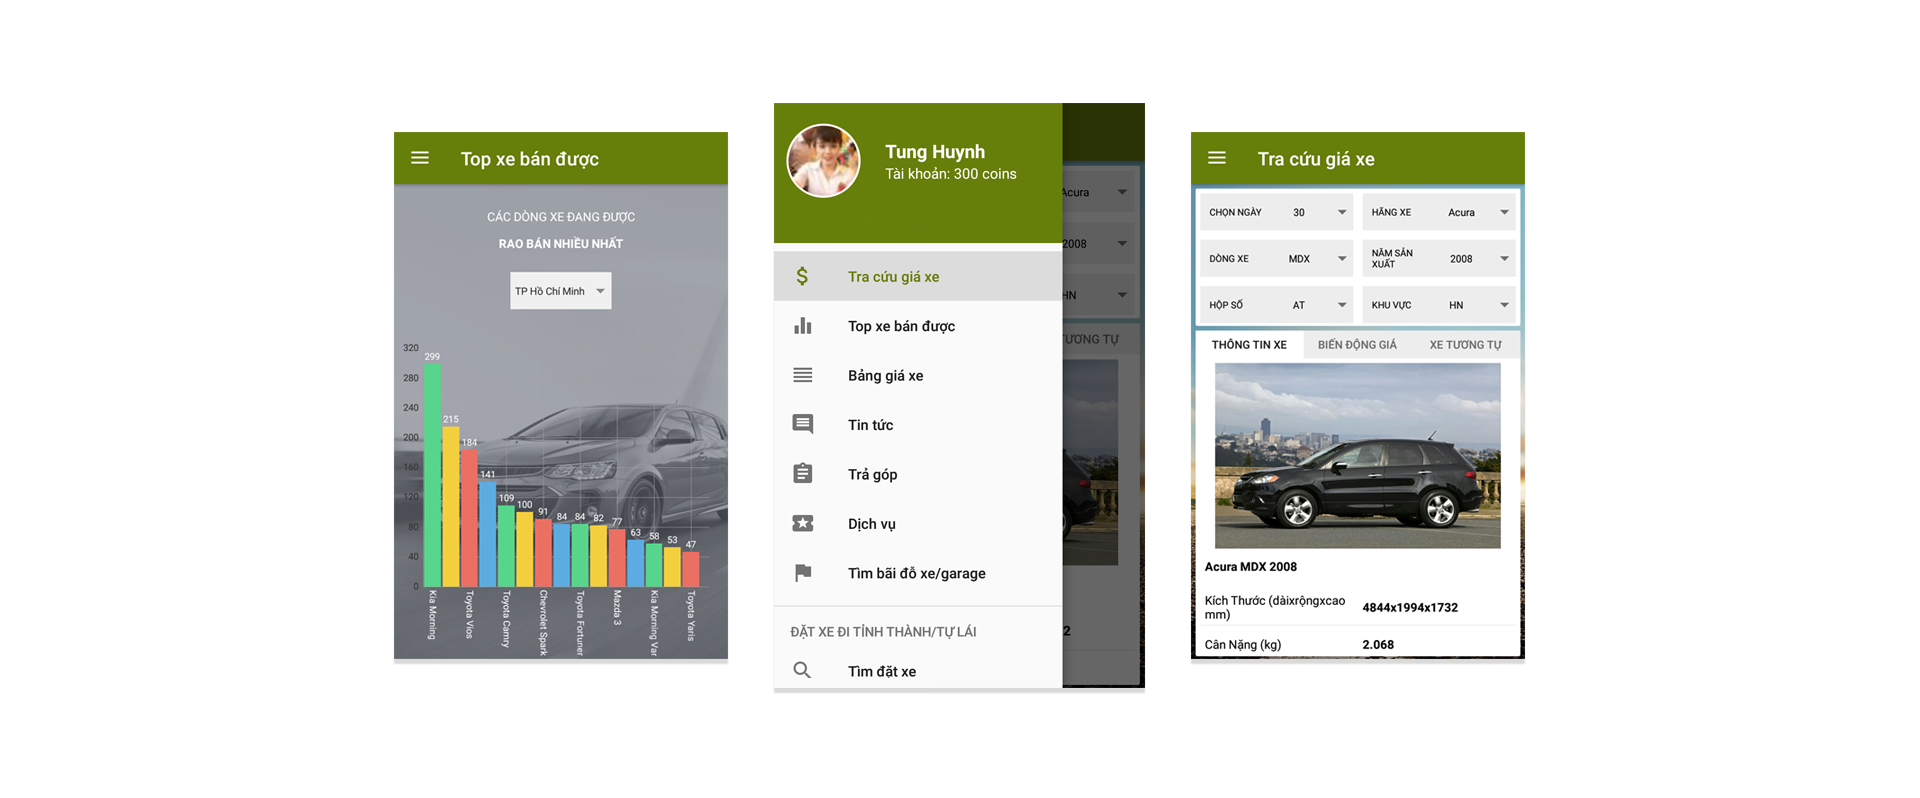 Top xe bán được
CÁC DÒNG XE ĐANG ĐƯỢC
RAO BÁN NHIỀU NHẤT
TP Hồ Chí Minh
320
280
240
200
160
120
80
40
0
299
215
184
141
109
100
91
84
84
82
77
63
58
53
47
Kia Morning
Toyota Vios
Toyota Camry
Chevrolet Spark
Toyota Fortuner
Mazda 3
Kia Morning Van
Toyota Yaris
Tung Huynh
Tài khoản: 300 coins
Tra cứu giá xe
Top xe bán được
Bảng giá xe
Tin tức
Trả góp
Dịch vụ
Tìm bãi đỗ xe/garage
ĐẶT XE ĐI TỈNH THÀNH/TỰ LÁI
Tìm đặt xe
Acura
2008
HN
ƯƠNG TỰ
2
Tra cứu giá xe
CHỌN NGÀY 30 HÃNG XE Acura
DÒNG XE MDX NĂM SẢN XUẤT 2008
HỘP SỐ AT KHU VỰC HN
THÔNG TIN XE BIẾN ĐỘNG GIÁ XE TƯƠNG TỰ
Acura MDX 2008
Kích Thước (dàixrộngxcao
mm) 4844x1994x1732
Cân Nặng (kg) 2.068